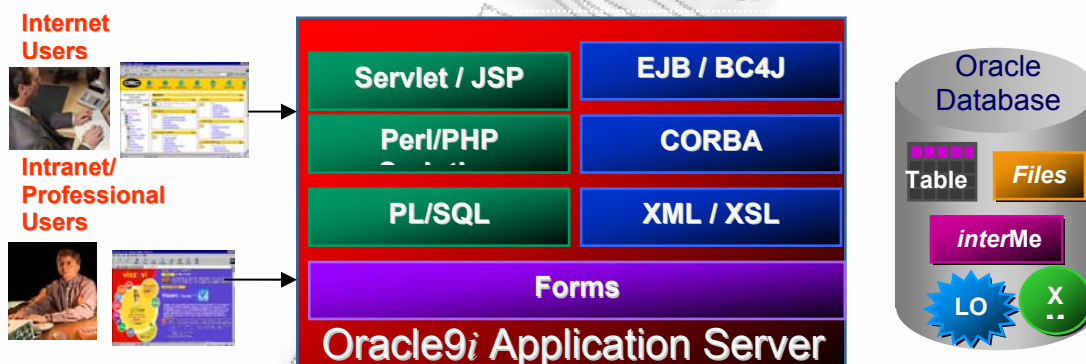 Internet
Users
Intranet/
Professional
Users
Servlet / JSP
EJB / BC4J
Perl/PHP
CORBA
PL/SQL
XML / XSL
Forms
Oracle9i Application Server
Oracle
Database
Table
Files
interMe
LO
X